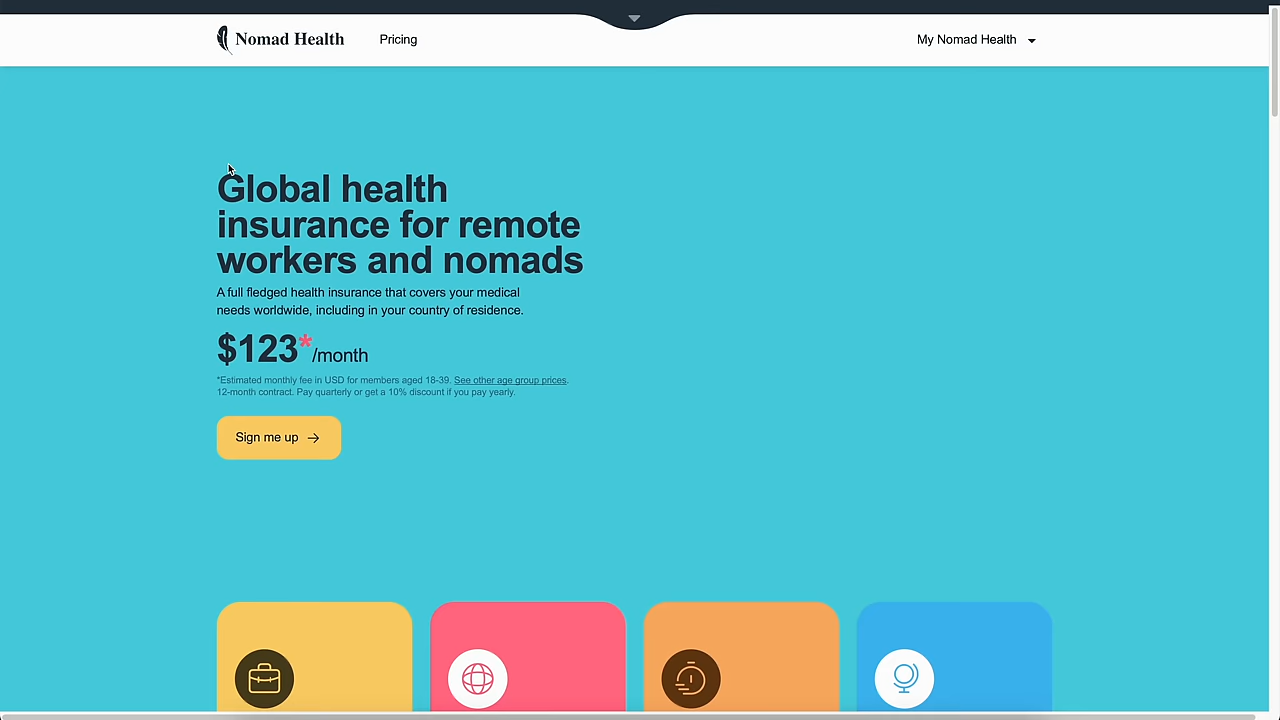 Nomad Health
Pricing
My Nomad Health
Global health
insurance for remote
workers and nomads
A full fledged health insurance that covers your medical
needs worldwide, including in your country of residence.
$123*/month
*Estimated monthly fee in USD for members aged 18-39. See other age group prices.
12-month contract. Pay quarterly or get a 10% discount if you pay yearly.
Sign me up